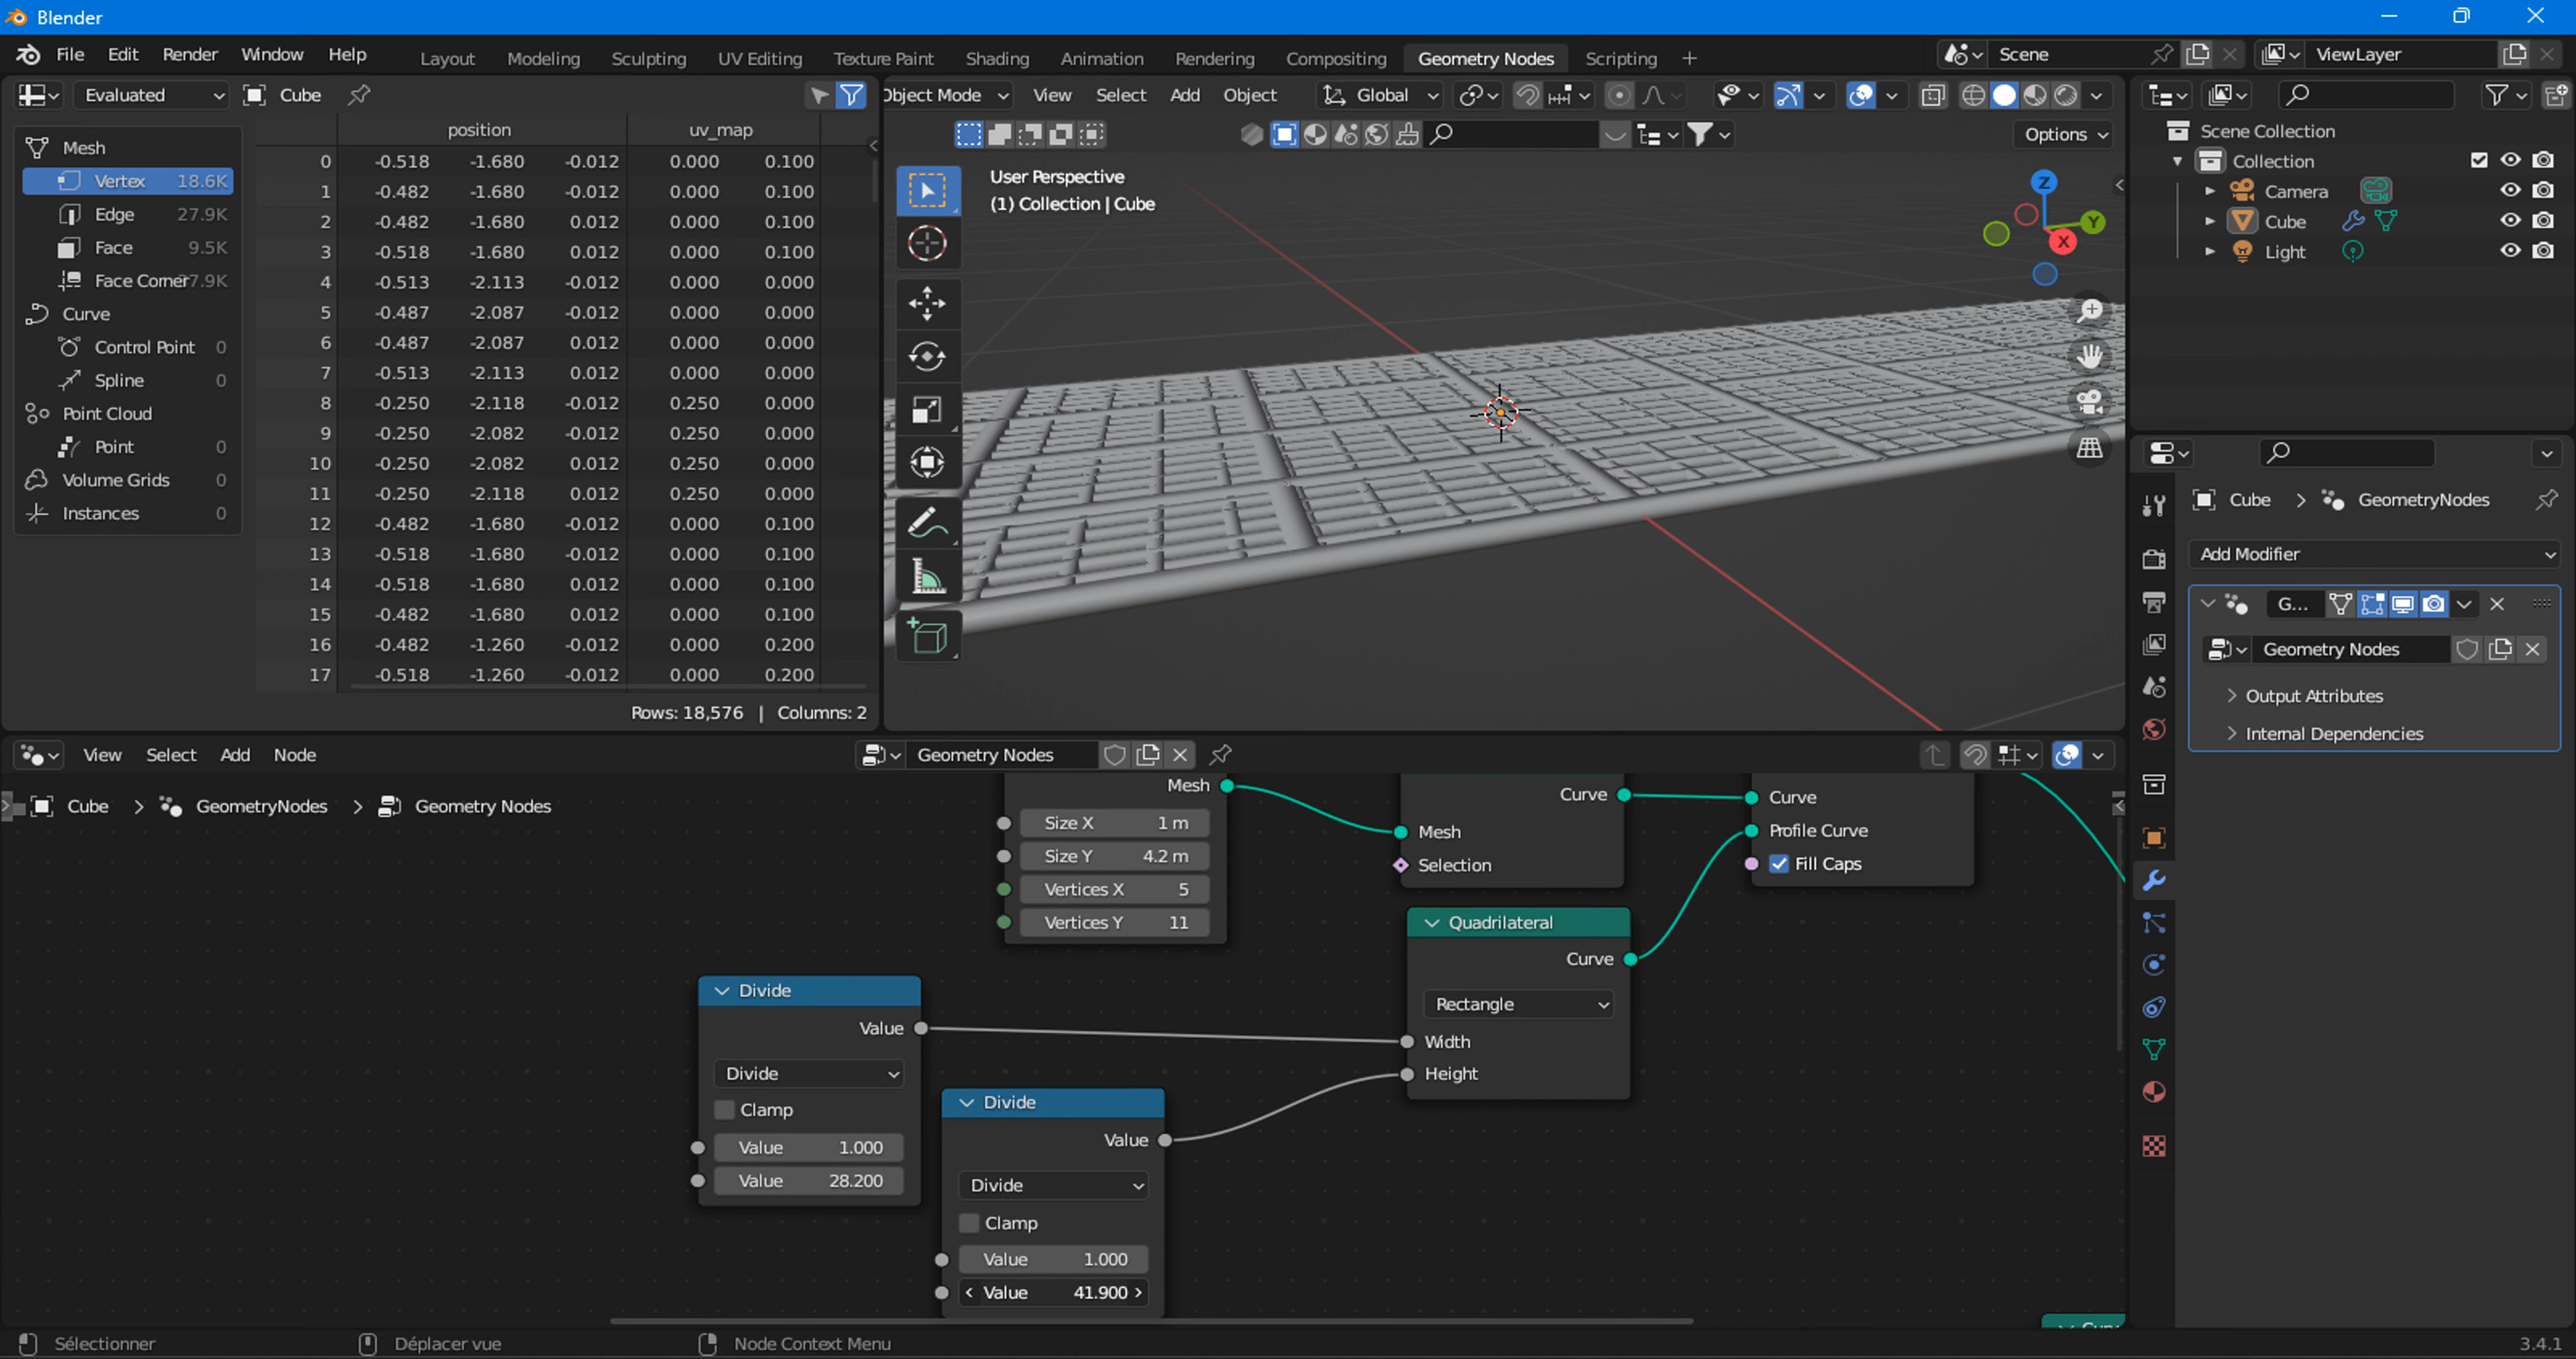 Blender
File Edit Render Window Help Layout Modeling Sculpting UV Editing Texture Paint Shading Animation Rendering Compositing Geometry Nodes Scripting + Scene ViewLayer
Evaluated Cube
Mesh
Vertex 18.6K
Edge 27.9K
Face 9.5K
Face Corner 7.9K
Curve
Control Point 0
Spline 0
Point Cloud
Point 0
Volume Grids 0
Instances 0
position uv_map
0 -0.518 -1.680 -0.012 0.000 0.100
1 -0.482 -1.680 -0.012 0.000 0.100
2 -0.482 -1.680 0.012 0.000 0.100
3 -0.518 -1.680 0.012 0.000 0.100
4 -0.513 -2.113 -0.012 0.000 0.000
5 -0.487 -2.087 -0.012 0.000 0.000
6 -0.487 -2.087 0.012 0.000 0.000
7 -0.513 -2.113 0.012 0.000 0.000
8 -0.250 -2.118 -0.012 0.250 0.000
9 -0.250 -2.082 -0.012 0.250 0.000
10 -0.250 -2.082 0.012 0.250 0.000
11 -0.250 -2.118 0.012 0.250 0.000
12 -0.482 -1.680 -0.012 0.000 0.100
13 -0.518 -1.680 -0.012 0.000 0.100
14 -0.518 -1.680 0.012 0.000 0.100
15 -0.482 -1.680 0.012 0.000 0.100
16 -0.482 -1.260 -0.012 0.000 0.200
17 -0.518 -1.260 -0.012 0.000 0.200
Rows: 18,576 | Columns: 2
Object Mode View Select Add Object Global
Options
User Perspective
(1) Collection | Cube
Z
Y
X
Scene Collection
Collection
Camera
Cube
Light
Cube > GeometryNodes
Add Modifier
G...
Geometry Nodes
Output Attributes
Internal Dependencies
View Select Add Node Geometry Nodes
Cube > GeometryNodes > Geometry Nodes
Mesh
Size X 1 m
Size Y 4.2 m
Vertices X 5
Vertices Y 11
Curve
Mesh
Selection
Curve
Profile Curve
Fill Caps
Quadrilateral
Curve
Rectangle
Width
Height
Divide
Value
Divide
Clamp
Value 1.000
Value 28.200
Divide
Value
Divide
Clamp
Value 1.000
Value 41.900
Sélectionner Déplacer vue Node Context Menu 3.4.1